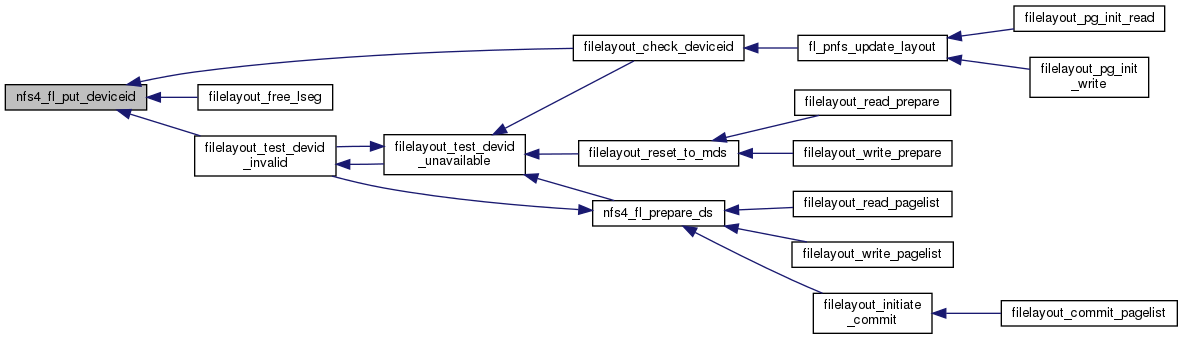 filelayout_pg_init_read
filelayout_check_deviceid
fl_pnfs_update_layout
filelayout_pg_init
_write
nfs4_fl_put_deviceid
filelayout_free_lseg
filelayout_read_prepare
filelayout_test_devid
_invalid
filelayout_test_devid
_unavailable
filelayout_reset_to_mds
filelayout_write_prepare
nfs4_fl_prepare_ds
filelayout_read_pagelist
filelayout_write_pagelist
filelayout_initiate
_commit
filelayout_commit_pagelist